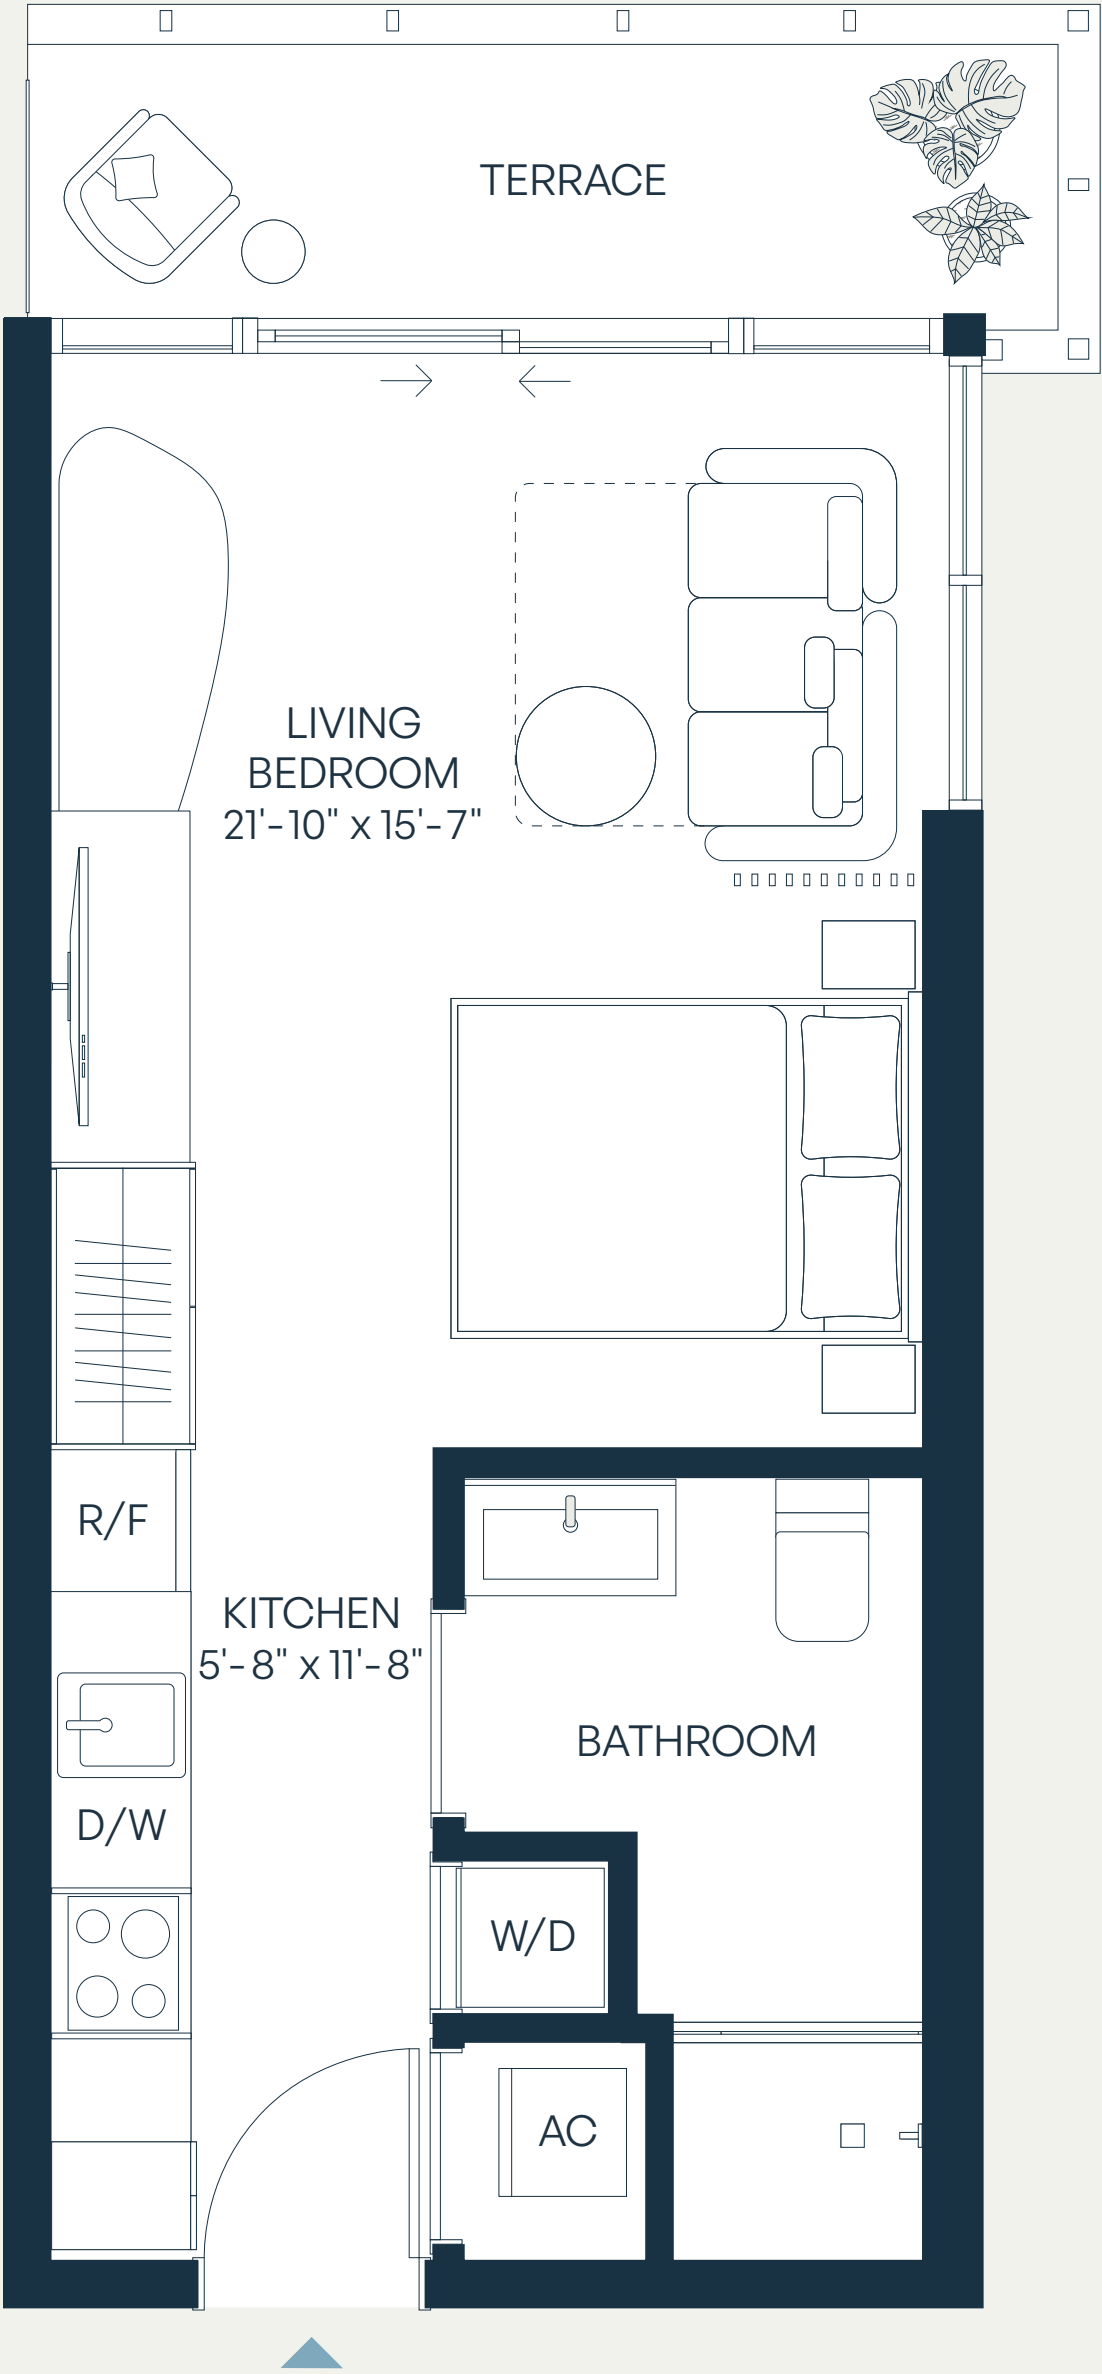 TERRACE
LIVING
BEDROOM
21'-10" x 15'-7"
R/F
KITCHEN
5'-8" x 11'-8"
BATHROOM
D/W
W/D
AC